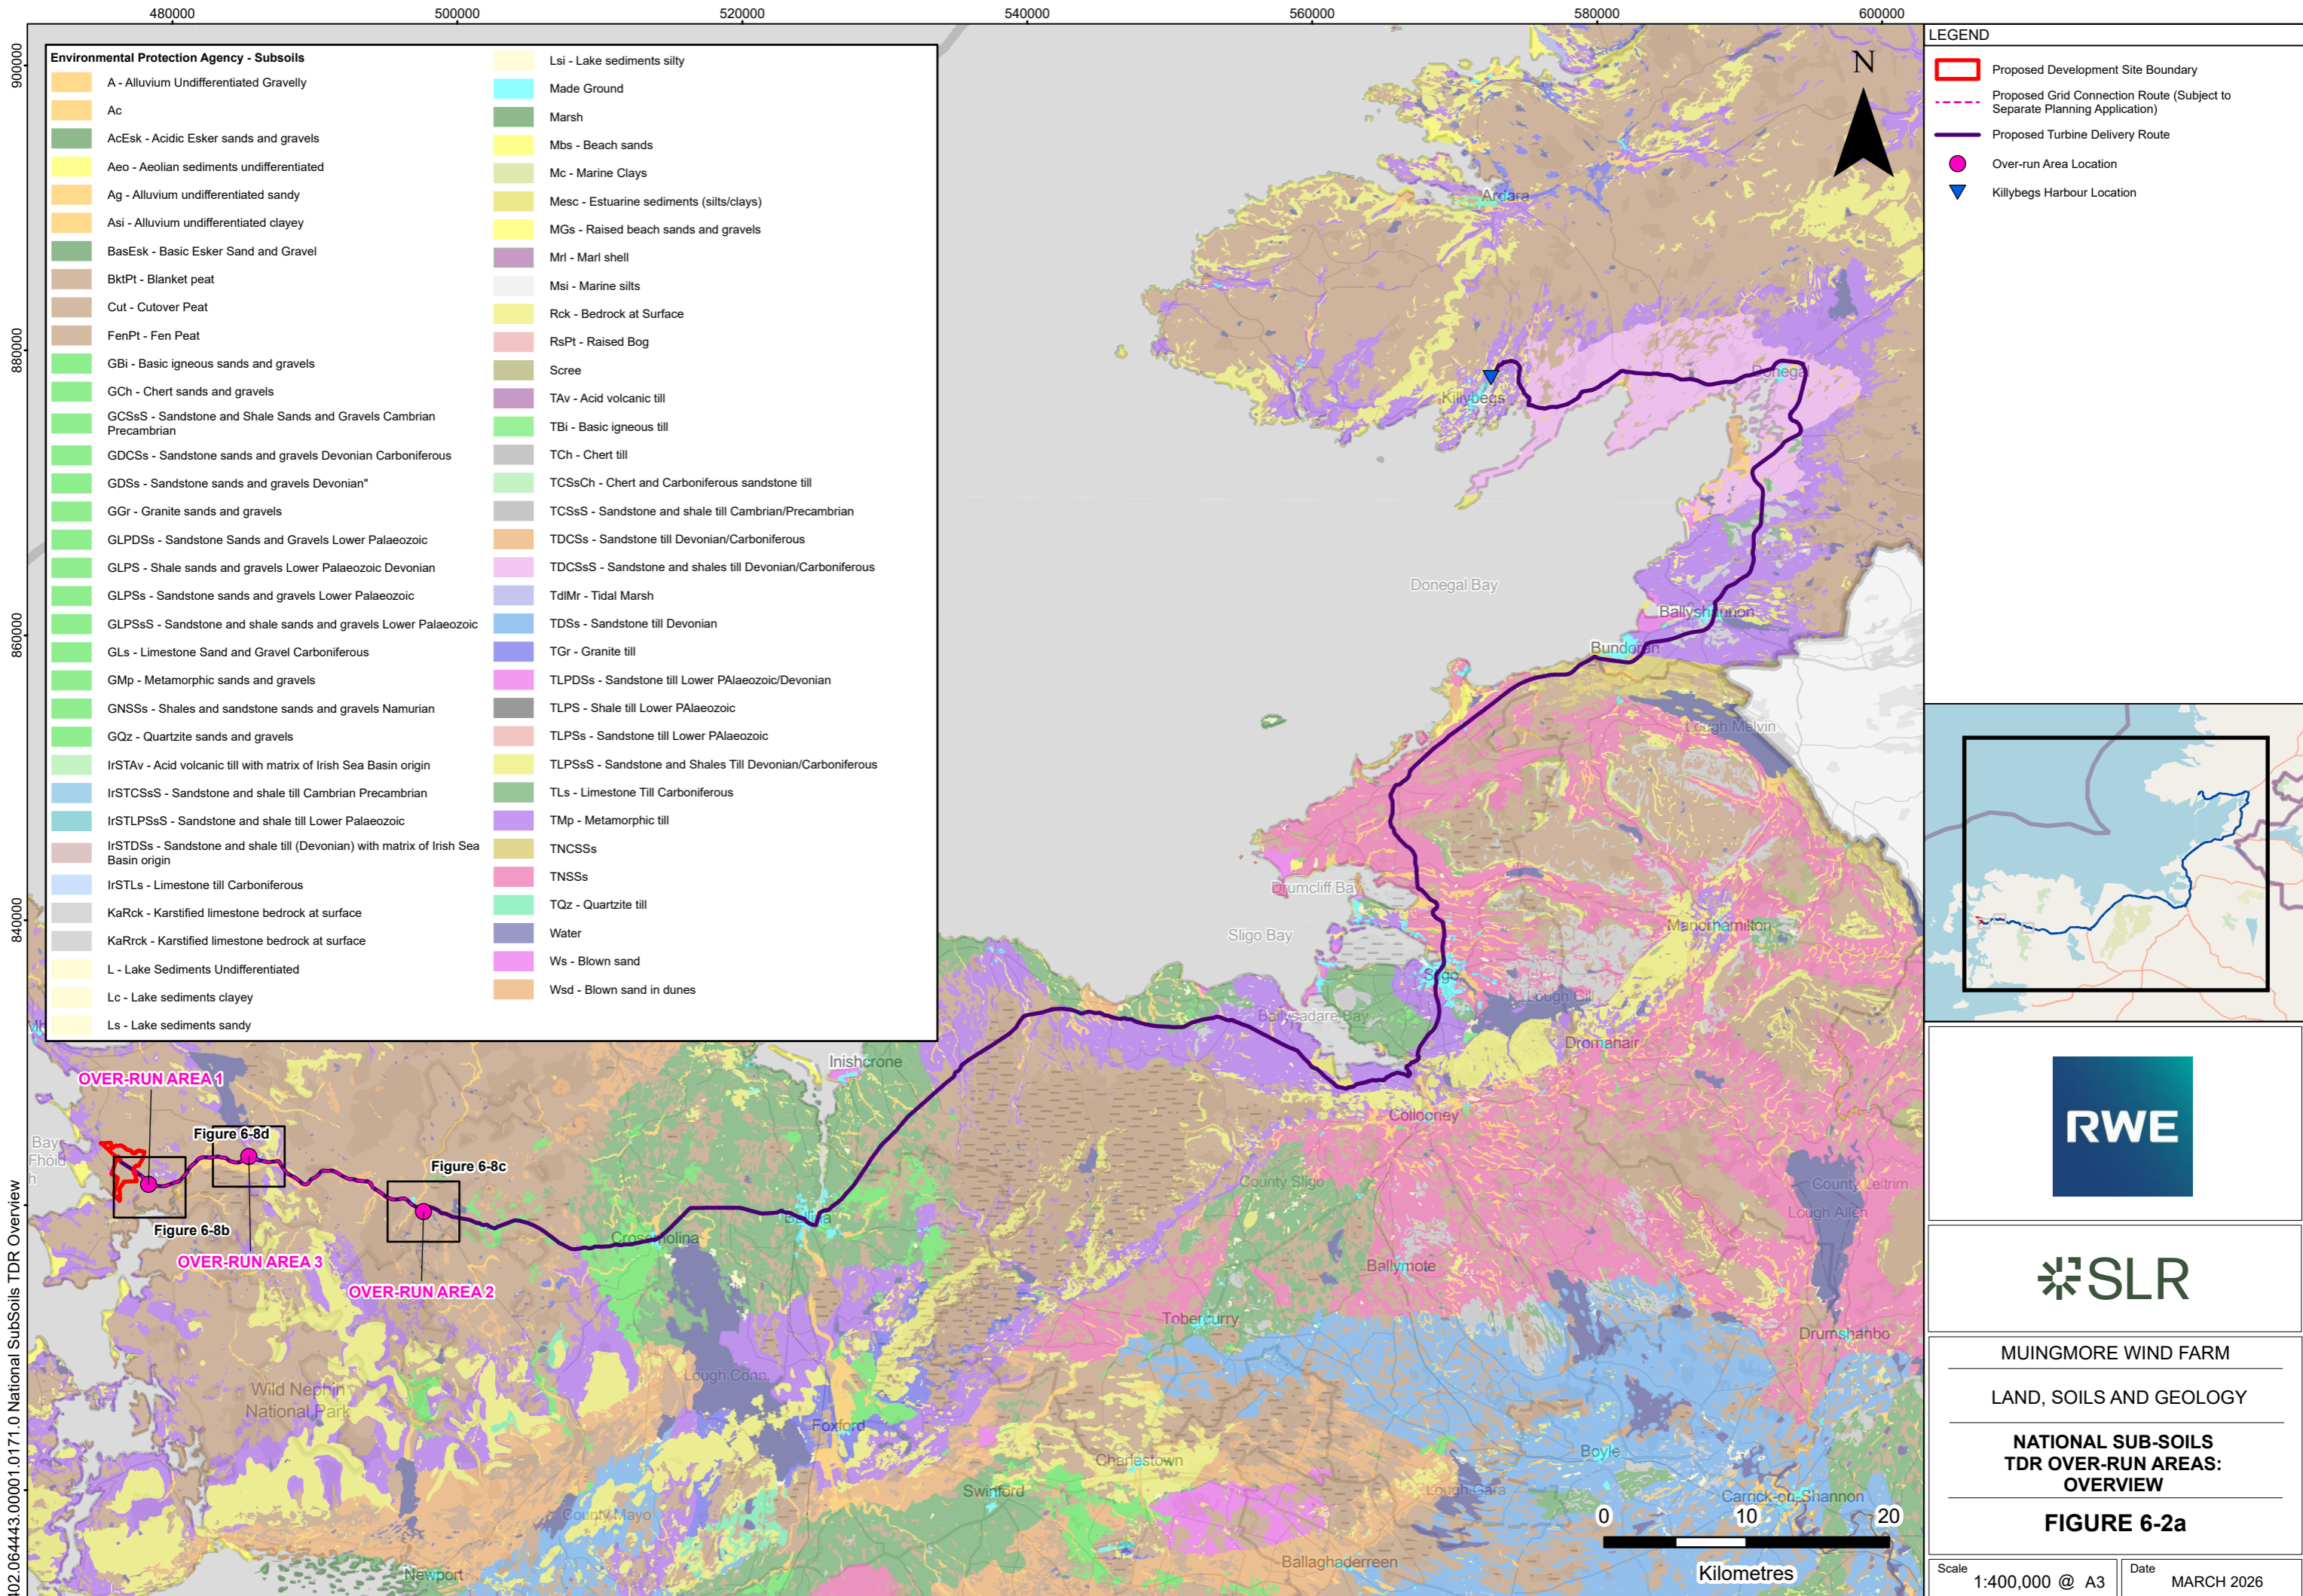 480000
500000
520000
540000
560000
580000
600000
900000
880000
860000
840000
Environmental Protection Agency - Subsoils
A - Alluvium Undifferentiated Gravelly
Ac
AcEsk - Acidic Esker sands and gravels
Aeo - Aeolian sediments undifferentiated
Ag - Alluvium undifferentiated sandy
Asi - Alluvium undifferentiated clayey
BasEsk - Basic Esker Sand and Gravel
BktPt - Blanket peat
Cut - Cutover Peat
FenPt - Fen Peat
GBi - Basic igneous sands and gravels
GCh - Chert sands and gravels
GCSsS - Sandstone and Shale Sands and Gravels Cambrian
Precambrian
GDCSs - Sandstone sands and gravels Devonian Carboniferous
GDSs - Sandstone sands and gravels Devonian"
GGr - Granite sands and gravels
GLPDSs - Sandstone Sands and Gravels Lower Palaeozoic
GLPS - Shale sands and gravels Lower Palaeozoic Devonian
GLPSs - Sandstone sands and gravels Lower Palaeozoic
GLPSsS - Sandstone and shale sands and gravels Lower Palaeozoic
GLs - Limestone Sand and Gravel Carboniferous
GMp - Metamorphic sands and gravels
GNSSs - Shales and sandstone sands and gravels Namurian
GQz - Quartzite sands and gravels
IrSTAv - Acid volcanic till with matrix of Irish Sea Basin origin
IrSTCSsS - Sandstone and shale till Cambrian Precambrian
IrSTLPSsS - Sandstone and shale till Lower Palaeozoic
IrSTDSs - Sandstone and shale till (Devonian) with matrix of Irish Sea
Basin origin
IrSTLs - Limestone till Carboniferous
KaRck - Karstified limestone bedrock at surface
KaRrck - Karstified limestone bedrock at surface
L - Lake Sediments Undifferentiated
Lc - Lake sediments clayey
Ls - Lake sediments sandy
Lsi - Lake sediments silty
Made Ground
Marsh
Mbs - Beach sands
Mc - Marine Clays
Mesc - Estuarine sediments (silts/clays)
MGs - Raised beach sands and gravels
Mrl - Marl shell
Msi - Marine silts
Rck - Bedrock at Surface
RsPt - Raised Bog
Scree
TAv - Acid volcanic till
TBi - Basic igneous till
TCh - Chert till
TCSsCh - Chert and Carboniferous sandstone till
TCSsS - Sandstone and shale till Cambrian/Precambrian
TDCSs - Sandstone till Devonian/Carboniferous
TDCSsS - Sandstone and shales till Devonian/Carboniferous
TdlMr - Tidal Marsh
TDSs - Sandstone till Devonian
TGr - Granite till
TLPDSs - Sandstone till Lower PAlaeozoic/Devonian
TLPS - Shale till Lower PAlaeozoic
TLPSs - Sandstone till Lower PAlaeozoic
TLPSsS - Sandstone and Shales Till Devonian/Carboniferous
TLs - Limestone Till Carboniferous
TMp - Metamorphic till
TNCSSs
TNSSs
TQz - Quartzite till
Water
Ws - Blown sand
Wsd - Blown sand in dunes
N
Ardara
Donegal
Killybegs
Donegal Bay
Ballyshannon
Bundoran
Lough Melvin
Drumcliff Bay
Manorhamilton
Sligo Bay
Sligo
Lough Gill
Ballysadare Bay
Dromahair
Inishcrone
Collooney
County Sligo
County Leitrim
Lough Allen
Ballina
Crossmolina
Ballymote
Tobercurry
Drumshanbo
Lough Conn
Wild Nephin
National Park
Foxford
Boyle
Charlestown
Swinford
Lough Gara
Carrick-on-Shannon
County Mayo
Ballaghaderreen
Newport
Bay
Fhóid
OVER-RUN AREA 1
Figure 6-8d
Figure 6-8c
Figure 6-8b
OVER-RUN AREA 3
OVER-RUN AREA 2
0
10
20
Kilometres
402.064443.00001.0171.0 National SubSoils TDR Overview
LEGEND
Proposed Development Site Boundary
Proposed Grid Connection Route (Subject to
Separate Planning Application)
Proposed Turbine Delivery Route
Over-run Area Location
Killybegs Harbour Location
RWE
SLR
MUINGMORE WIND FARM
LAND, SOILS AND GEOLOGY
NATIONAL SUB-SOILS
TDR OVER-RUN AREAS:
OVERVIEW
FIGURE 6-2a
Scale
1:400,000 @ A3
Date
MARCH 2026